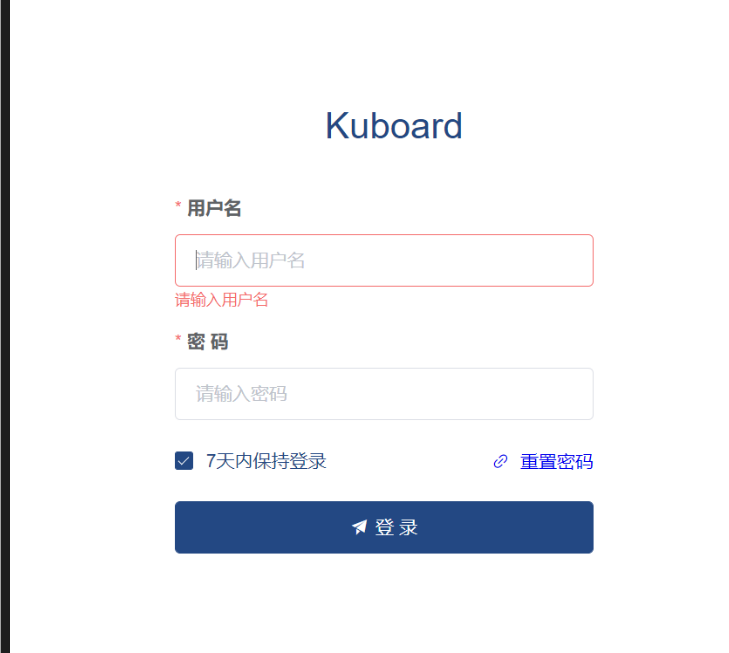 Kuboard
* 用户名
请输入用户名
请输入用户名
* 密 码
请输入密码
7天内保持登录 重置密码
登 录